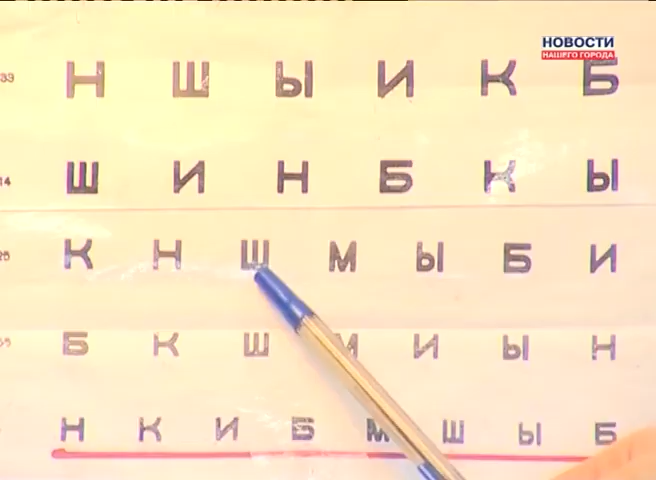 НОВОСТИ
НАШЕГО ГОРОДА
Н Ш Ы И К Б
Ш И Н Б К Ы
К Н Ш М Ы Б И
Б К Ш М И Ы Н
Н К И Б М Ш Ы Б